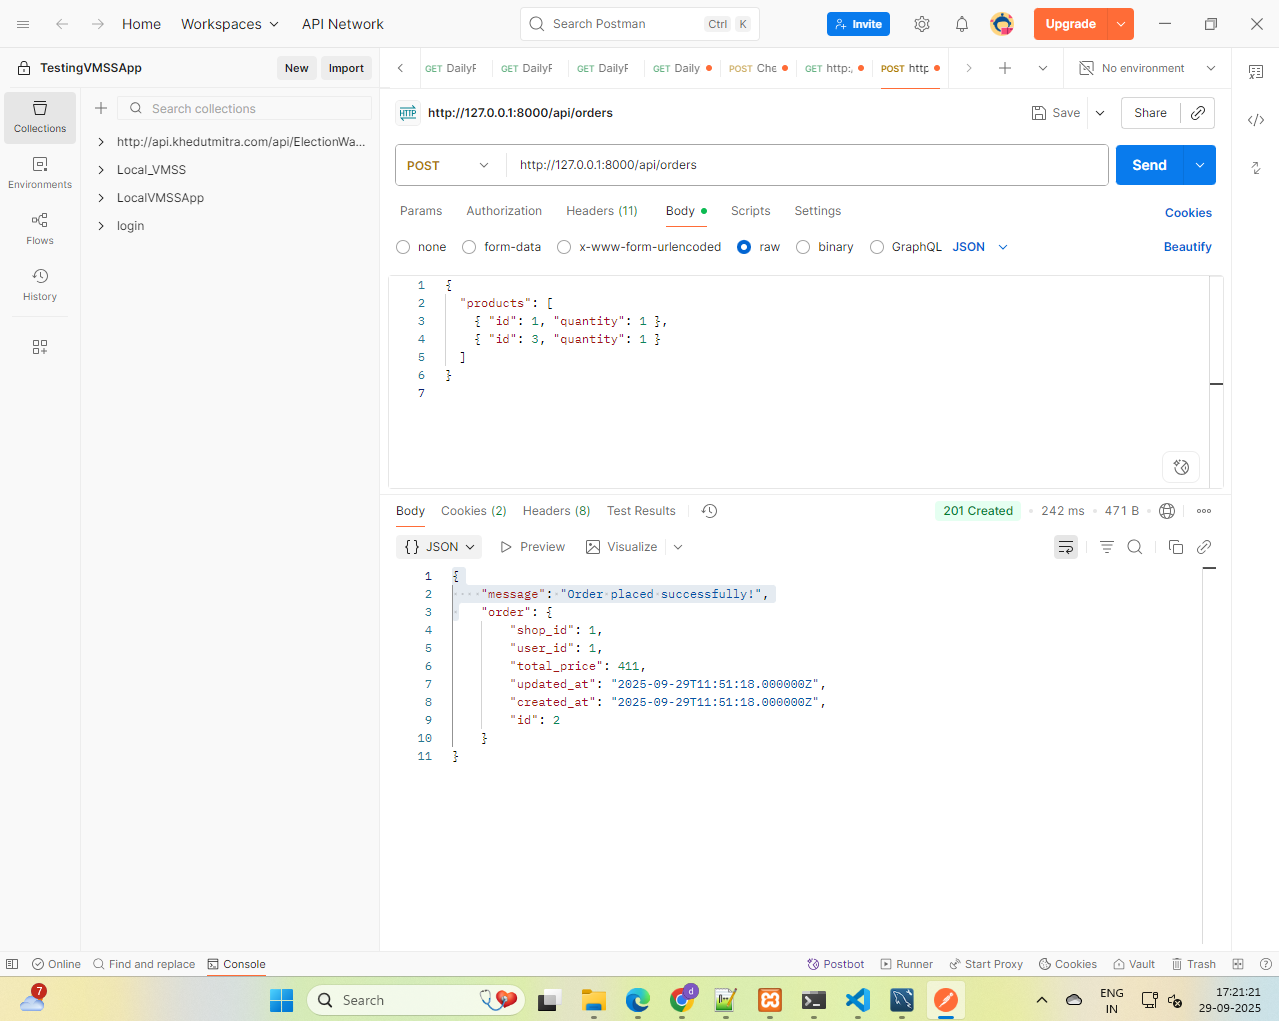 Home Workspaces API Network Search Postman Ctrl K Invite Upgrade
TestingVMSSApp New Import
GET DailyF GET DailyF GET DailyF GET Daily POST Che GET http:, POST http No environment
Collections
Environments
Flows
History
Search collections
http://api.khedutmitra.com/api/ElectionWa...
Local_VMSS
LocalVMSSApp
login
HTTP http://127.0.0.1:8000/api/orders Save Share
POST http://127.0.0.1:8000/api/orders Send
Params Authorization Headers (11) Body Scripts Settings Cookies
none form-data x-www-form-urlencoded raw binary GraphQL JSON Beautify
1 {
2 "products": [
3 { "id": 1, "quantity": 1 },
4 { "id": 3, "quantity": 1 }
5 ]
6 }
7
Body Cookies (2) Headers (8) Test Results 201 Created 242 ms 471 B
{} JSON Preview Visualize
1 {
2 ····"message":·"Order·placed·successfully!",
3 · "order": {
4 "shop_id": 1,
5 "user_id": 1,
6 "total_price": 411,
7 "updated_at": "2025-09-29T11:51:18.000000Z",
8 "created_at": "2025-09-29T11:51:18.000000Z",
9 "id": 2
10 }
11 }
Online Find and replace Console Postbot Runner Start Proxy Cookies Vault Trash
7 Search d ENG 17:21:21
IN 29-09-2025